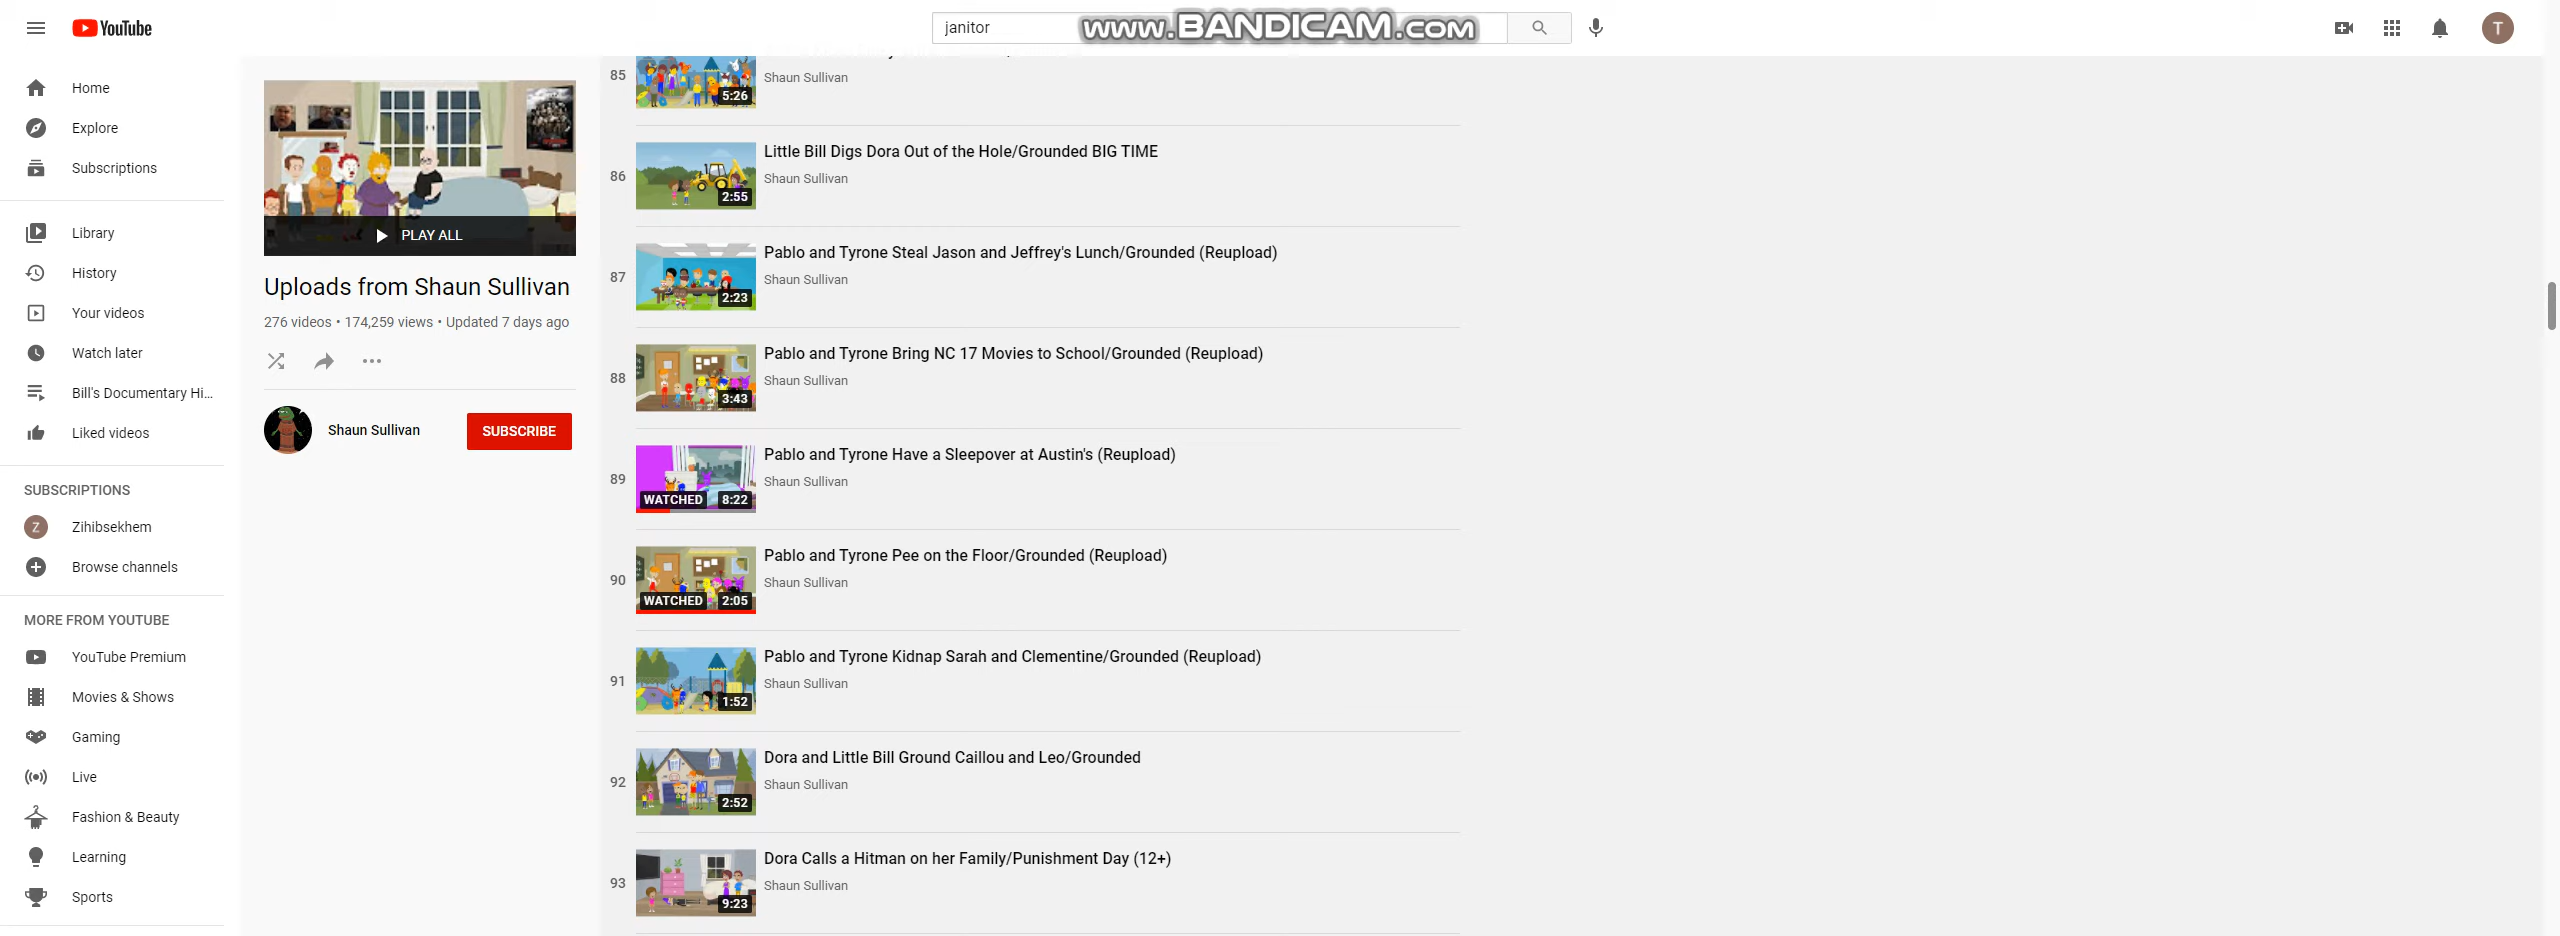 YouTube
janitor
www.BANDICAM.com
T
Home
Explore
Subscriptions
Library
History
Your videos
Watch later
Bill's Documentary Hi...
Liked videos
SUBSCRIPTIONS
Z
Zihibsekhem
Browse channels
MORE FROM YOUTUBE
YouTube Premium
Movies & Shows
Gaming
Live
Fashion & Beauty
Learning
Sports
PLAY ALL
Uploads from Shaun Sullivan
276 videos • 174,259 views • Updated 7 days ago
Shaun Sullivan
SUBSCRIBE
85
5:26
Shaun Sullivan
86
2:55
Little Bill Digs Dora Out of the Hole/Grounded BIG TIME
Shaun Sullivan
87
2:23
Pablo and Tyrone Steal Jason and Jeffrey's Lunch/Grounded (Reupload)
Shaun Sullivan
88
3:43
Pablo and Tyrone Bring NC 17 Movies to School/Grounded (Reupload)
Shaun Sullivan
89
WATCHED 8:22
Pablo and Tyrone Have a Sleepover at Austin's (Reupload)
Shaun Sullivan
90
WATCHED 2:05
Pablo and Tyrone Pee on the Floor/Grounded (Reupload)
Shaun Sullivan
91
1:52
Pablo and Tyrone Kidnap Sarah and Clementine/Grounded (Reupload)
Shaun Sullivan
92
2:52
Dora and Little Bill Ground Caillou and Leo/Grounded
Shaun Sullivan
93
9:23
Dora Calls a Hitman on her Family/Punishment Day (12+)
Shaun Sullivan